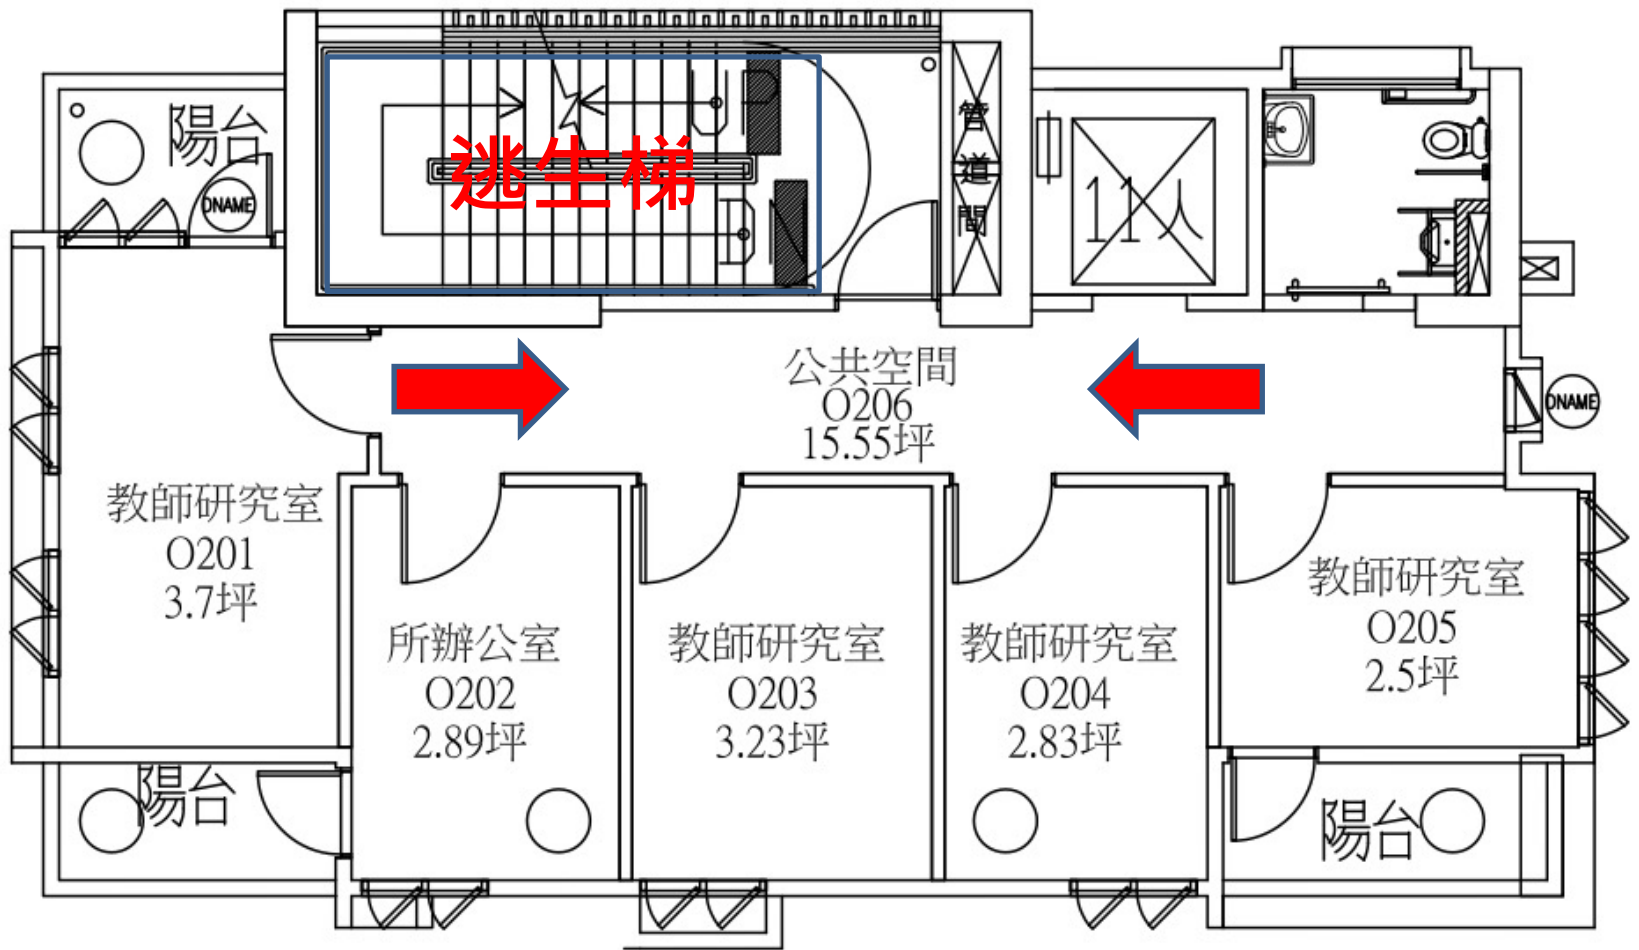 陽台
DNAME
逃生梯
管道間
11人
公共空間
O206
15.55坪
DNAME
教師研究室
O201
3.7坪
所辦公室
O202
2.89坪
教師研究室
O203
3.23坪
教師研究室
O204
2.83坪
教師研究室
O205
2.5坪
陽台
陽台